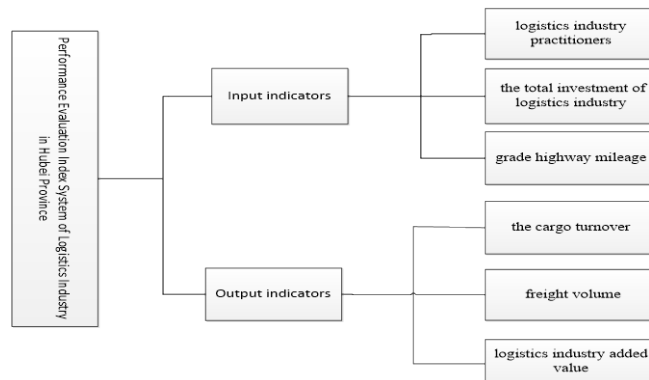 Performance Evaluation Index System of Logistics Industry
in Hubei Province
Input indicators
logistics industry
practitioners
the total investment of
logistics industry
grade highway mileage
Output indicators
the cargo turnover
freight volume
logistics industry added
value